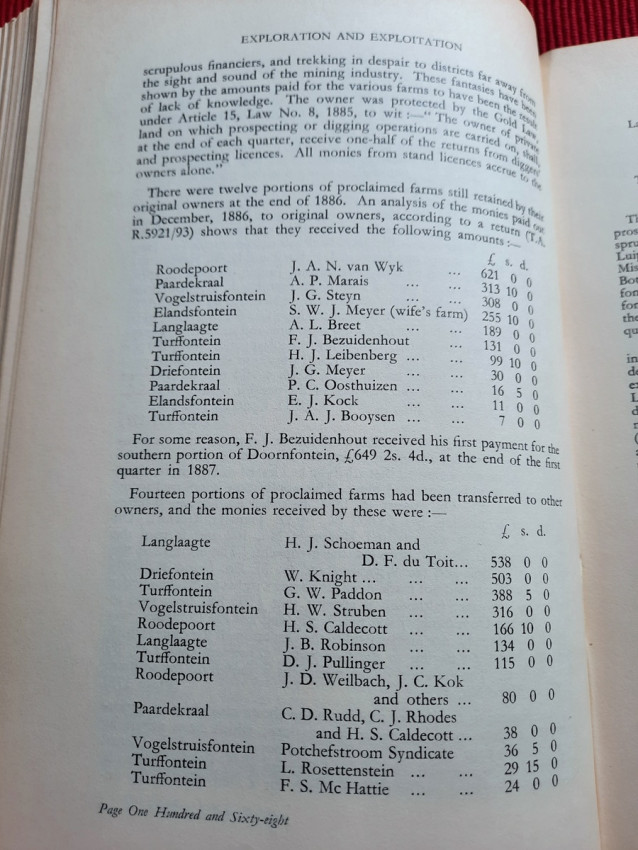 EXPLORATION AND EXPLOITATION
scrupulous financiers, and trekking in despair to districts far away from
the sight and sound of the mining industry. These fantasies have been
shown by the amounts paid for the various farms to have been the result
of lack of knowledge. The owner was protected by the Gold Law
under Article 15, Law No. 8, 1885, to wit :—" The owner of private
land on which prospecting or digging operations are carried on, shall,
at the end of each quarter, receive one-half of the returns from diggers'
and prospecting licences. All monies from stand licences accrue to the
owners alone."
There were twelve portions of proclaimed farms still retained by their
original owners at the end of 1886. An analysis of the monies paid out
in December, 1886, to original owners, according to a return (T.A.
R.5921/93) shows that they received the following amounts :—
£ s. d.
Roodepoort J. A. N. van Wyk ... 621 0 0
Paardekraal A. P. Marais ... ... 313 10 0
Vogelstruisfontein J. G. Steyn ... ... 308 0 0
Elandsfontein S. W. J. Meyer (wife's farm) 255 10 0
Langlaagte A. L. Breet ... ... 189 0 0
Turffontein F. J. Bezuidenhout ... 131 0 0
Turffontein H. J. Leibenberg ... ... 99 10 0
Driefontein J. G. Meyer ... ... 30 0 0
Paardekraal P. C. Oosthuizen ... ... 16 5 0
Elandsfontein E. J. Kock ... ... 11 0 0
Turffontein J. A. J. Booysen ... ... 7 0 0
For some reason, F. J. Bezuidenhout received his first payment for the
southern portion of Doornfontein, £649 2s. 4d., at the end of the first
quarter in 1887.
Fourteen portions of proclaimed farms had been transferred to other
owners, and the monies received by these were :—
£ s. d.
Langlaagte H. J. Schoeman and
D. F. du Toit... 538 0 0
Driefontein W. Knight ... ... ... 503 0 0
Turffontein G. W. Paddon ... ... 388 5 0
Vogelstruisfontein H. W. Struben ... ... 316 0 0
Roodepoort H. S. Caldecott ... ... 166 10 0
Langlaagte J. B. Robinson ... ... 134 0 0
Turffontein D. J. Pullinger ... ... 115 0 0
Roodepoort J. D. Weilbach, J. C. Kok
and others ... 80 0 0
Paardekraal C. D. Rudd, C. J. Rhodes
and H. S. Caldecott ... 38 0 0
Vogelstruisfontein Potchefstroom Syndicate 36 5 0
Turffontein L. Rosettenstein ... ... 29 15 0
Turffontein F. S. Mc Hattie ... ... 24 0 0
Page One Hundred and Sixty-eight